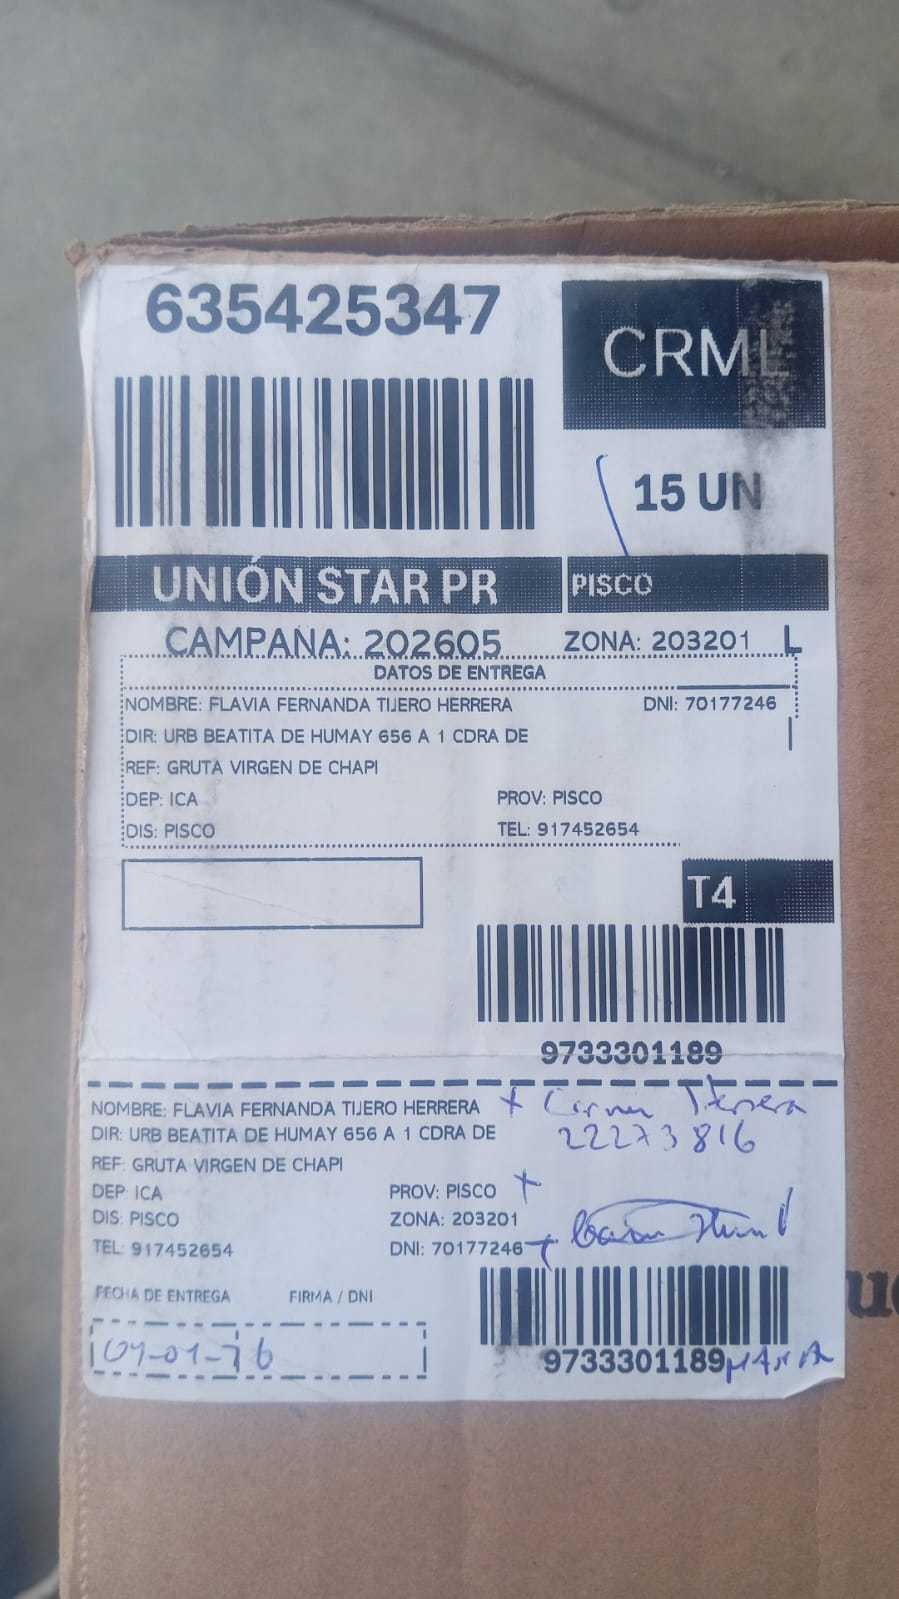 635425347
CRML
15 UN
UNIÓN STAR PR
PISCO
CAMPAÑA: 202605 ZONA: 203201 L
DATOS DE ENTREGA
NOMBRE: FLAVIA FERNANDA TIJERO HERRERA DNI: 70177246
DIR: URB BEATITA DE HUMAY 656 A 1 CDRA DE
REF: GRUTA VIRGEN DE CHAPI
DEP: ICA PROV: PISCO
DIS: PISCO TEL: 917452654
T4
9733301189
NOMBRE: FLAVIA FERNANDA TIJERO HERRERA Herrera
DIR: URB BEATITA DE HUMAY 656 A 1 CDRA DE 22273816
REF: GRUTA VIRGEN DE CHAPI
DEP: ICA PROV: PISCO
DIS: PISCO ZONA: 203201
TEL: 917452654 DNI: 70177246
FECHA DE ENTREGA FIRMA / DNI
9733301189